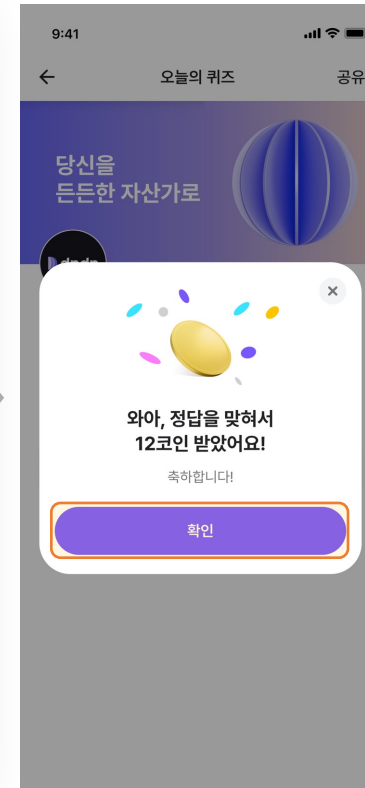 9:41
오늘의 퀴즈
공유
당신을
든든한 자산가로
와아, 정답을 맞혀서
12코인 받았어요!
축하합니다!
확인